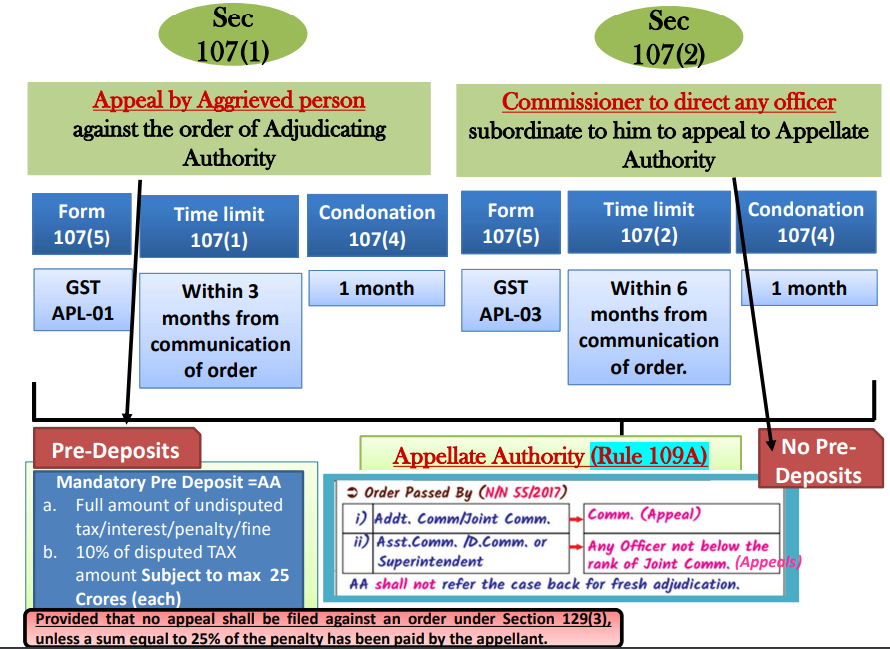 Sec
107(1)
Sec
107(2)
Appeal by Aggrieved person
against the order of Adjudicating
Authority
Commissioner to direct any officer
subordinate to him to appeal to Appellate
Authority
Form
107(5)
Time limit
107(1)
Condonation
107(4)
Form
107(5)
Time limit
107(2)
Condonation
107(4)
GST
APL-01
Within 3
months from
communication
of order
1 month
GST
APL-03
Within 6
months from
communication
of order.
1 month
Pre-Deposits
Mandatory Pre Deposit =AA
a. Full amount of undisputed
tax/interest/penalty/fine
b. 10% of disputed TAX
amount Subject to max 25
Crores (each)
Appellate Authority (Rule 109A)
No Pre-
Deposits
➲ Order Passed By (N/N 55/2017)
i) Addt. Comm/Joint Comm.
Comm. (Appeal)
ii) Asst.Comm. /D.Comm. or
Superintendent
Any Officer not below the
rank of Joint Comm. (Appeals)
AA shall not refer the case back for fresh adjudication.
Provided that no appeal shall be filed against an order under Section 129(3),
unless a sum equal to 25% of the penalty has been paid by the appellant.